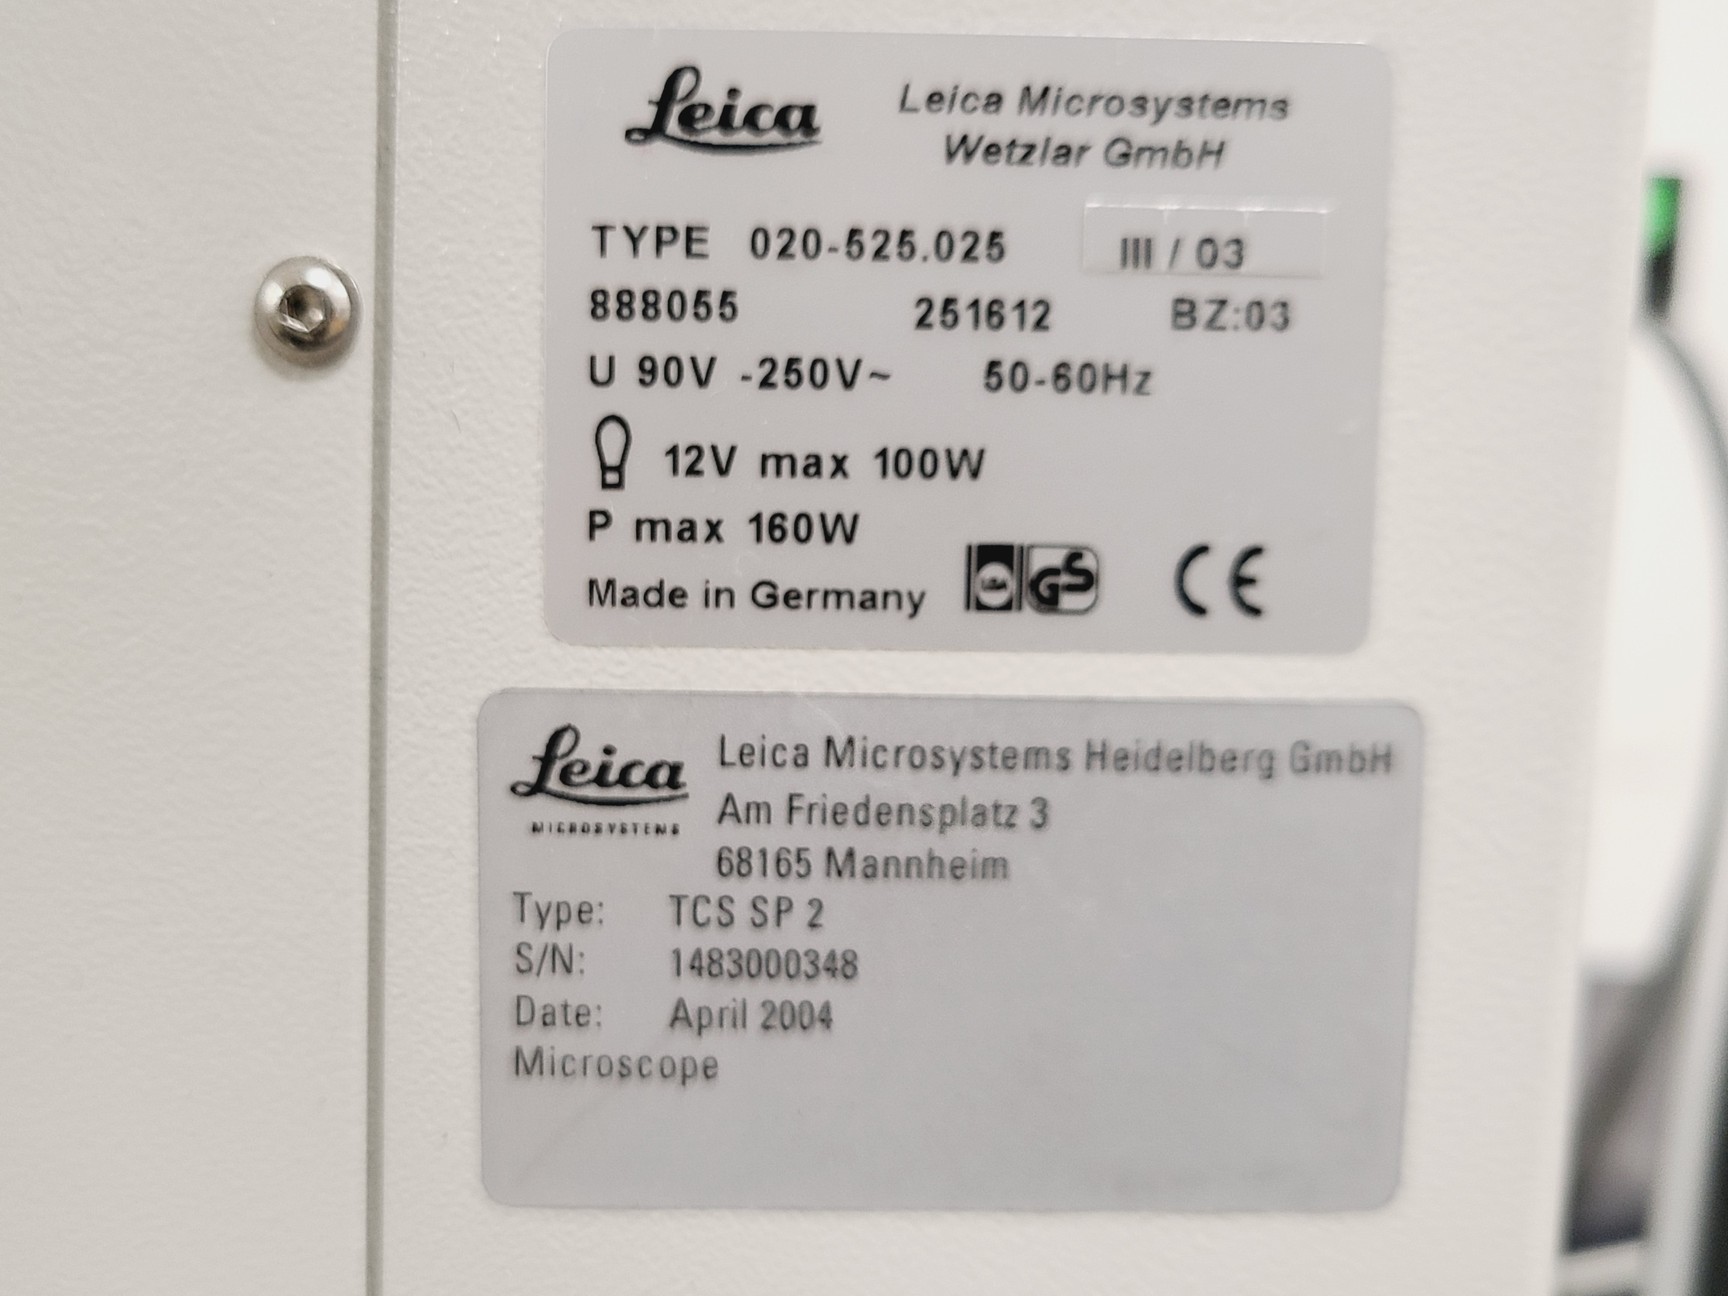 Leica
Leica Microsystems
Wetzlar GmbH
TYPE 020-525.025 III / 03
888055 251612 BZ:03
U 90V -250V~ 50-60Hz
12V max 100W
P max 160W
Made in Germany GS CE
Leica
MICROSYSTEMS
Leica Microsystems Heidelberg GmbH
Am Friedensplatz 3
68165 Mannheim
Type: TCS SP 2
S/N: 1483000348
Date: April 2004
Microscope